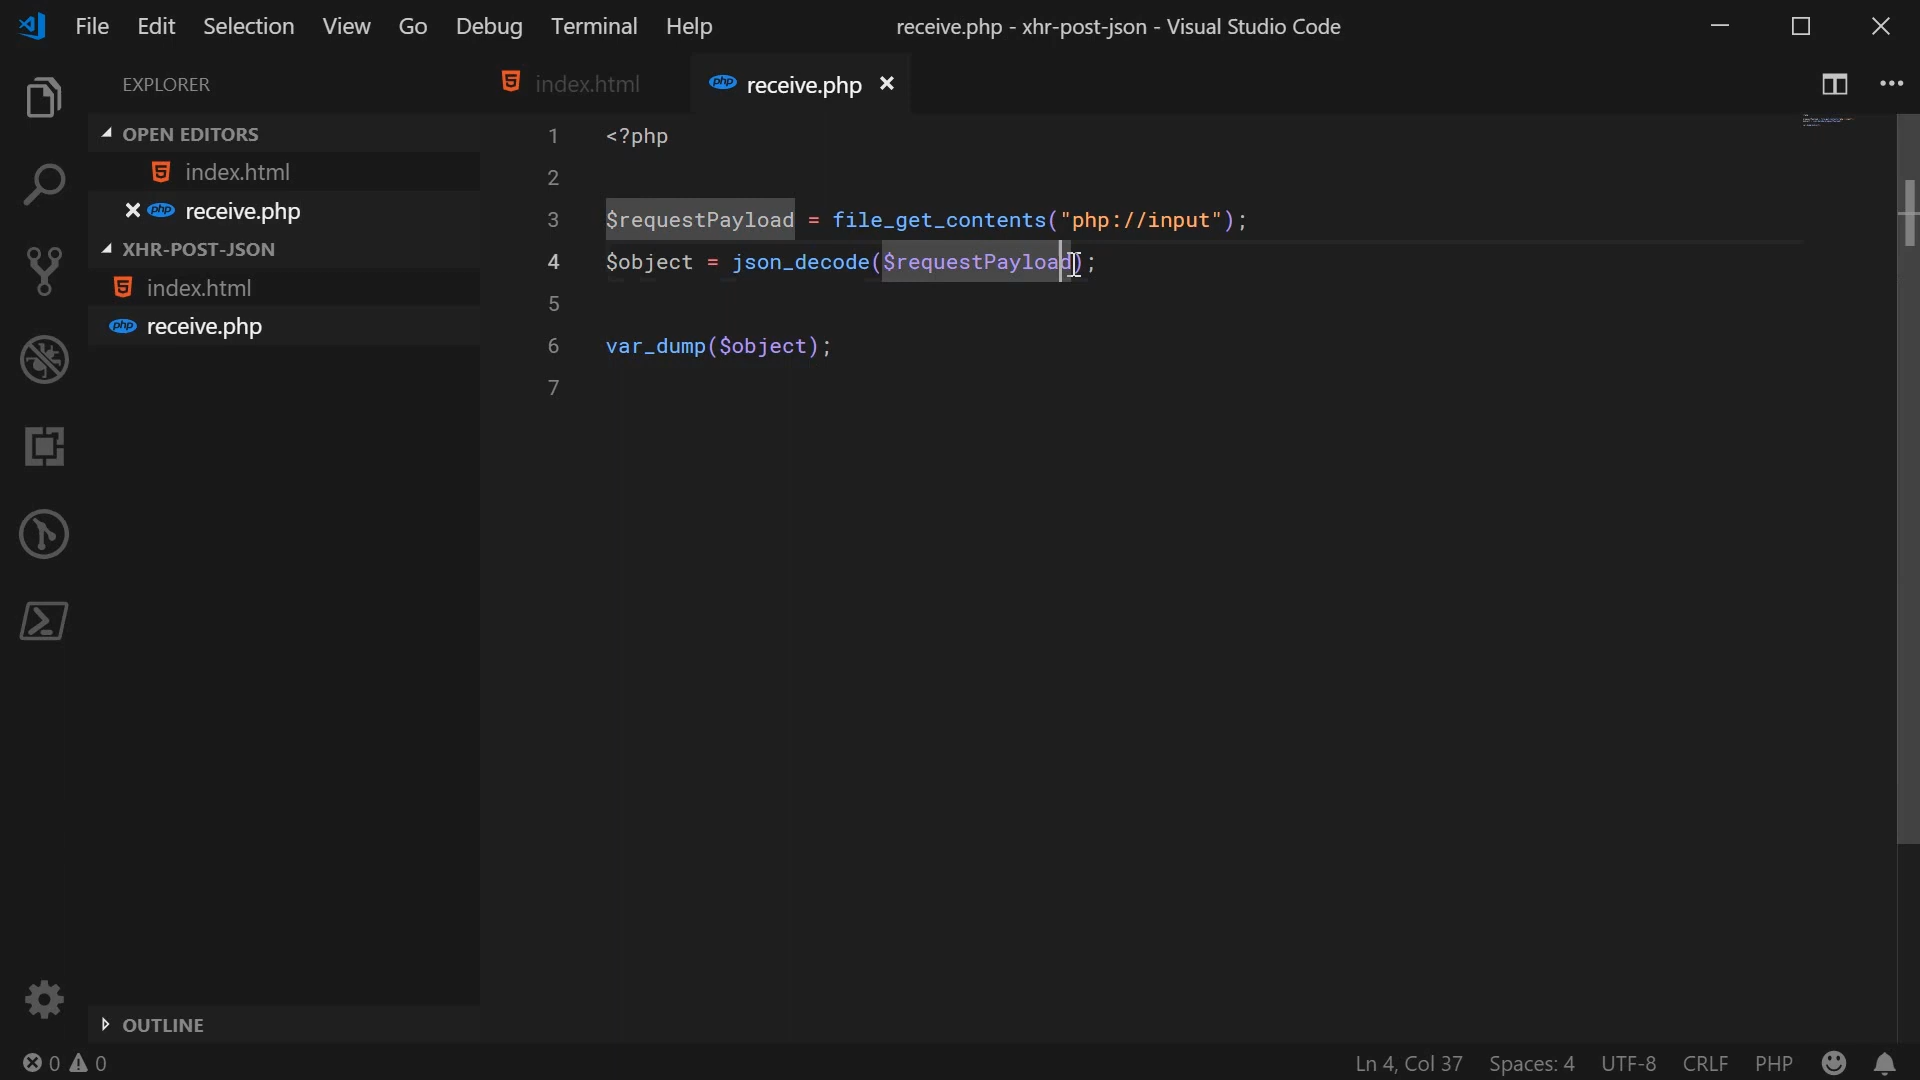 File Edit Selection View Go Debug Terminal Help receive.php - xhr-post-json - Visual Studio Code
EXPLORER
OPEN EDITORS
index.html
receive.php
XHR-POST-JSON
index.html
receive.php
OUTLINE
index.html receive.php
1 <?php
2
3 $requestPayload = file_get_contents("php://input");
4 $object = json_decode($requestPayload);
5
6 var_dump($object);
7
0 0 Ln 4, Col 37 Spaces: 4 UTF-8 CRLF PHP